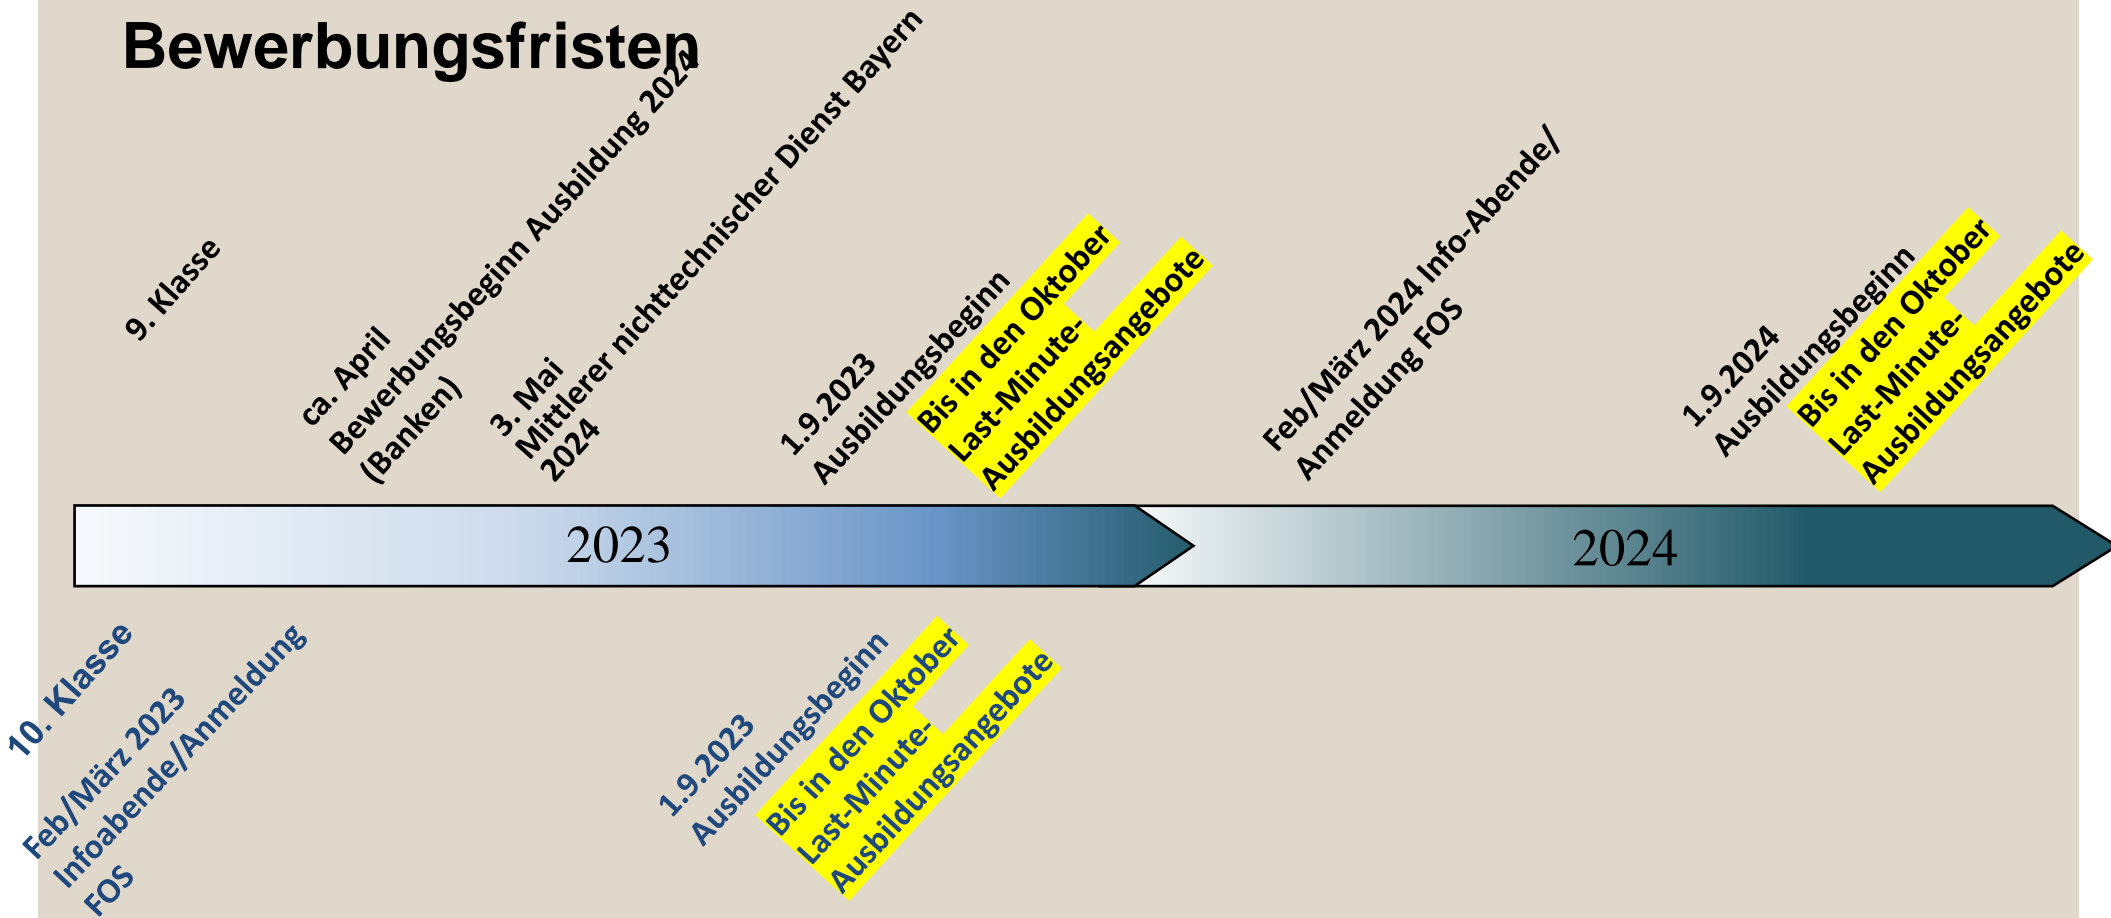 Bewerbungsfristen
9. Klasse
ca. April
Bewerbungsbeginn Ausbildung 2024
(Banken)
3. Mai
Mittlerer nichttechnischer Dienst Bayern
2024
1.9.2023
Ausbildungsbeginn
Bis in den Oktober
Last-Minute-
Ausbildungsangebote
Feb/März 2024 Info-Abende/
Anmeldung FOS
1.9.2024
Ausbildungsbeginn
Bis in den Oktober
Last-Minute-
Ausbildungsangebote
2023
2024
10. Klasse
Feb/März 2023
Infoabende/Anmeldung
FOS
1.9.2023
Ausbildungsbeginn
Bis in den Oktober
Last-Minute-
Ausbildungsangebote